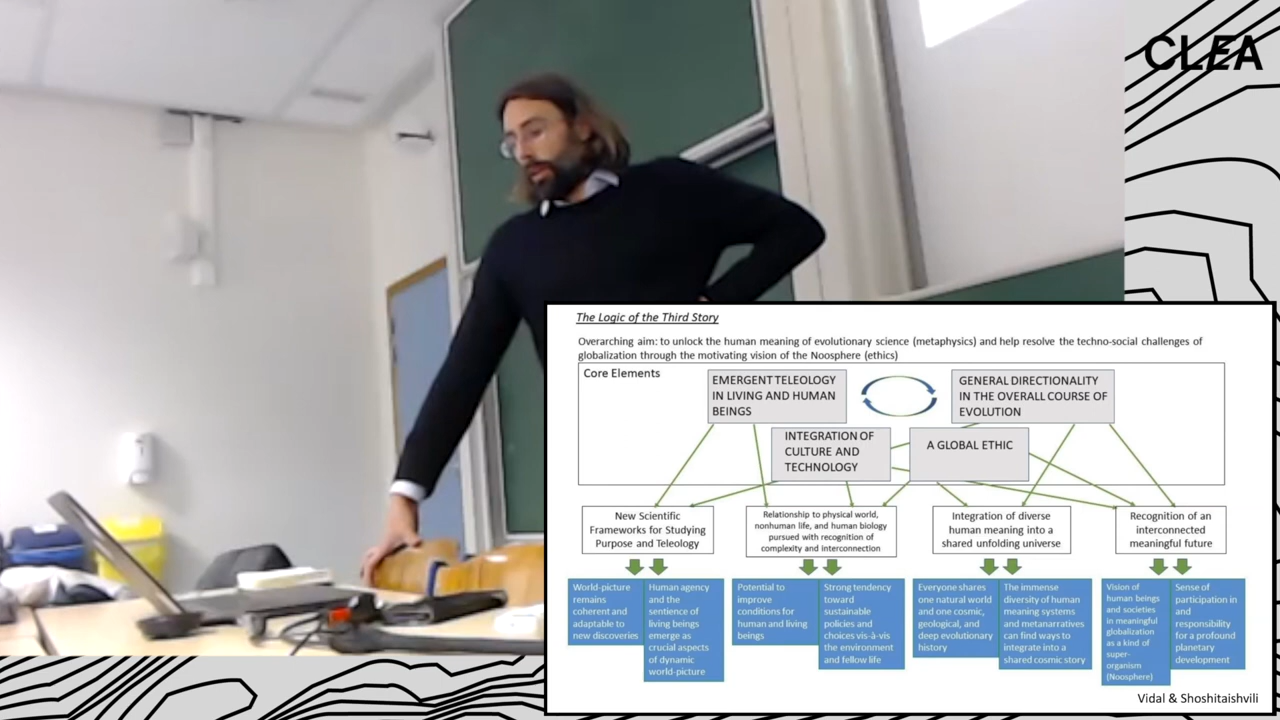 CLEA
The Logic of the Third Story
Overarching aim: to unlock the human meaning of evolutionary science (metaphysics) and help resolve the techno-social challenges of
globalization through the motivating vision of the Noosphere (ethics)
Core Elements
EMERGENT TELEOLOGY
IN LIVING AND HUMAN
BEINGS
GENERAL DIRECTIONALITY
IN THE OVERALL COURSE OF
EVOLUTION
INTEGRATION OF
CULTURE AND
TECHNOLOGY
A GLOBAL ETHIC
New Scientific
Frameworks for Studying
Purpose and Teleology
Relationship to physical world,
nonhuman life, and human biology
pursued with recognition of
complexity and interconnection
Integration of diverse
human meaning into a
shared unfolding universe
Recognition of an
interconnected
meaningful future
World-picture
remains
coherent and
adaptable to
new discoveries
Human agency
and the
sentience of
living beings
emerge as
crucial aspects
of dynamic
world-picture
Potential to
improve
conditions for
human and living
beings
Strong tendency
toward
sustainable
policies and
choices vis-à-vis
the environment
and fellow life
Everyone shares
one natural world
and one cosmic,
geological, and
deep evolutionary
history
The immense
diversity of human
meaning systems
and metanarratives
can find ways to
integrate into a
shared cosmic story
Vision of
human beings
and societies
in meaningful
globalization
as a kind of
super-
organism
(Noosphere)
Sense of
participation in
and
responsibility
for a profound
planetary
development
Vidal & Shoshitaishvili